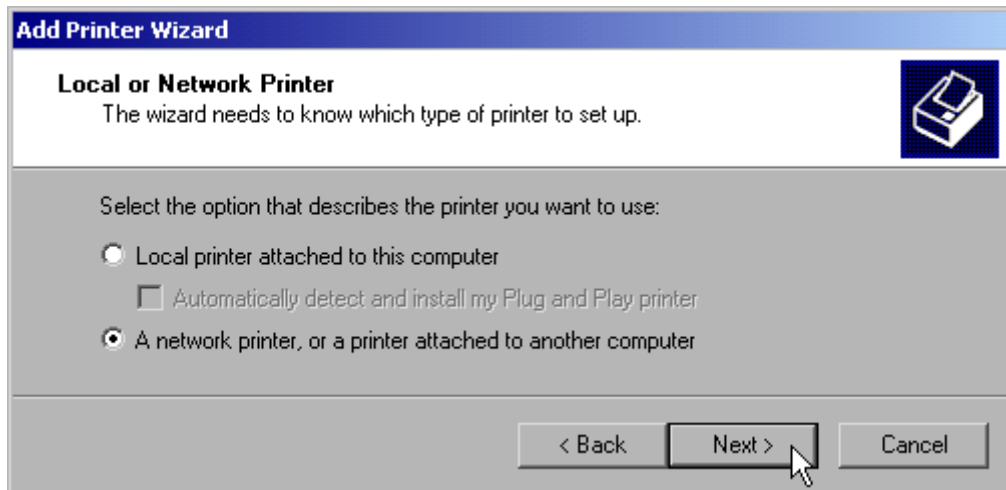 Add Printer Wizard
Local or Network Printer
The wizard needs to know which type of printer to set up.
Select the option that describes the printer you want to use:
Local printer attached to this computer
Automatically detect and install my Plug and Play printer
A network printer, or a printer attached to another computer
< Back Next > Cancel